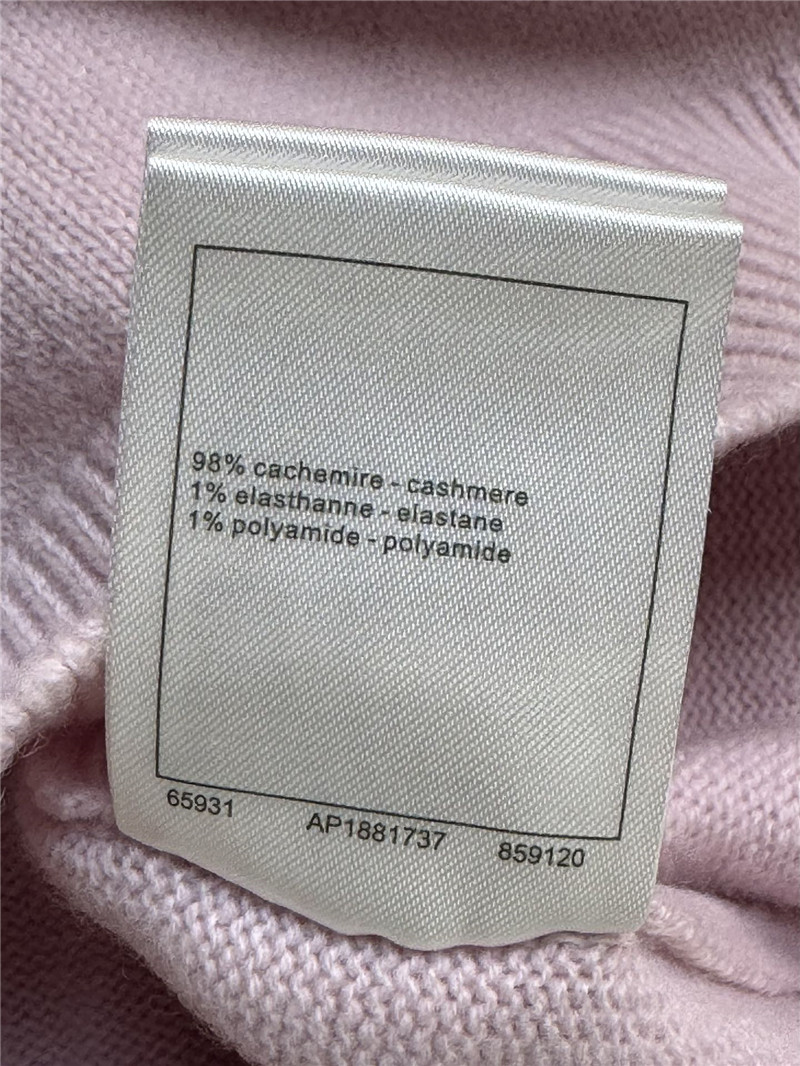 98% cachemire - cashmere
1% elasthanne - elastane
1% polyamide - polyamide
65931 AP1881737 859120